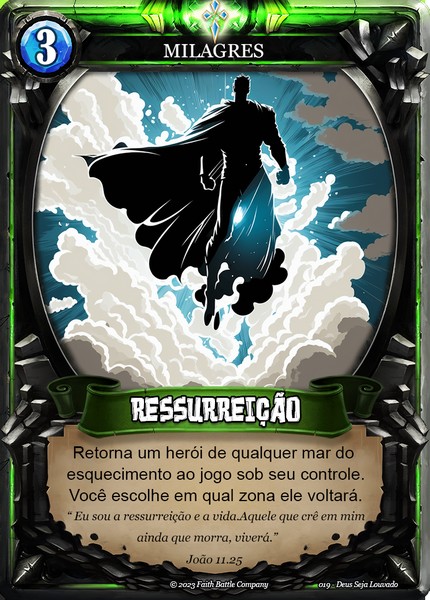 3
MILAGRES
RESSURREIÇÃO
Retorna um herói de qualquer mar do
esquecimento ao jogo sob seu controle.
Você escolhe em qual zona ele voltará.
“Eu sou a ressurreição e a vida.Aquele que crê em mim
ainda que morra, viverá.”
João 11.25
© 2023 Faith Battle Company 019 - Deus Seja Louvado